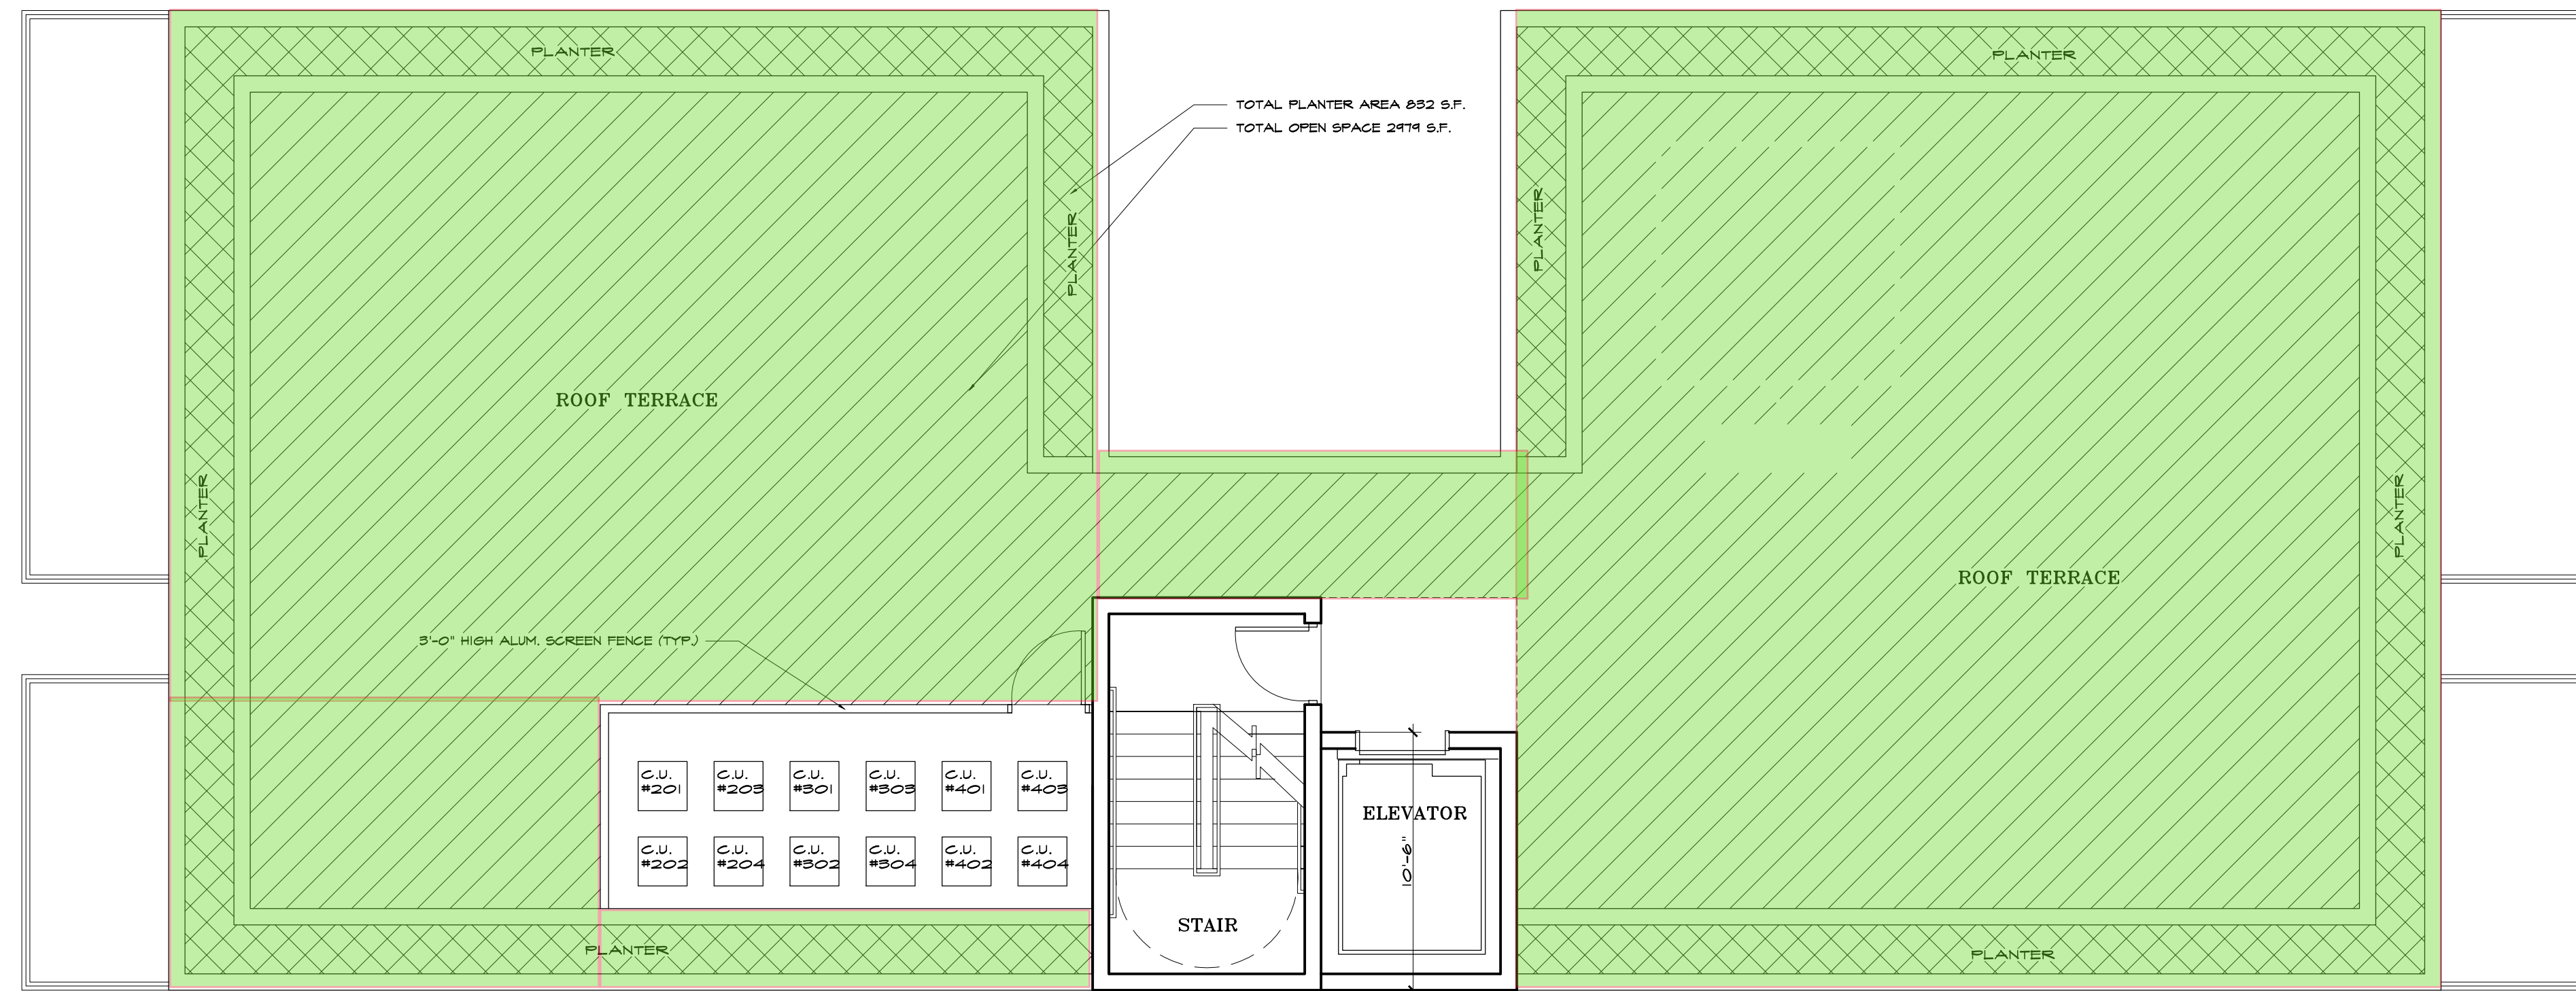 PLANTER
PLANTER
TOTAL PLANTER AREA 832 S.F.
TOTAL OPEN SPACE 2979 S.F.
PLANTER
PLANTER
ROOF TERRACE
PLANTER
PLANTER
ROOF TERRACE
3'-0" HIGH ALUM. SCREEN FENCE (TYP.)
C.U.
#201
C.U.
#203
C.U.
#301
C.U.
#303
C.U.
#401
C.U.
#403
C.U.
#202
C.U.
#204
C.U.
#302
C.U.
#304
C.U.
#402
C.U.
#404
ELEVATOR
10'-6"
STAIR
PLANTER
PLANTER